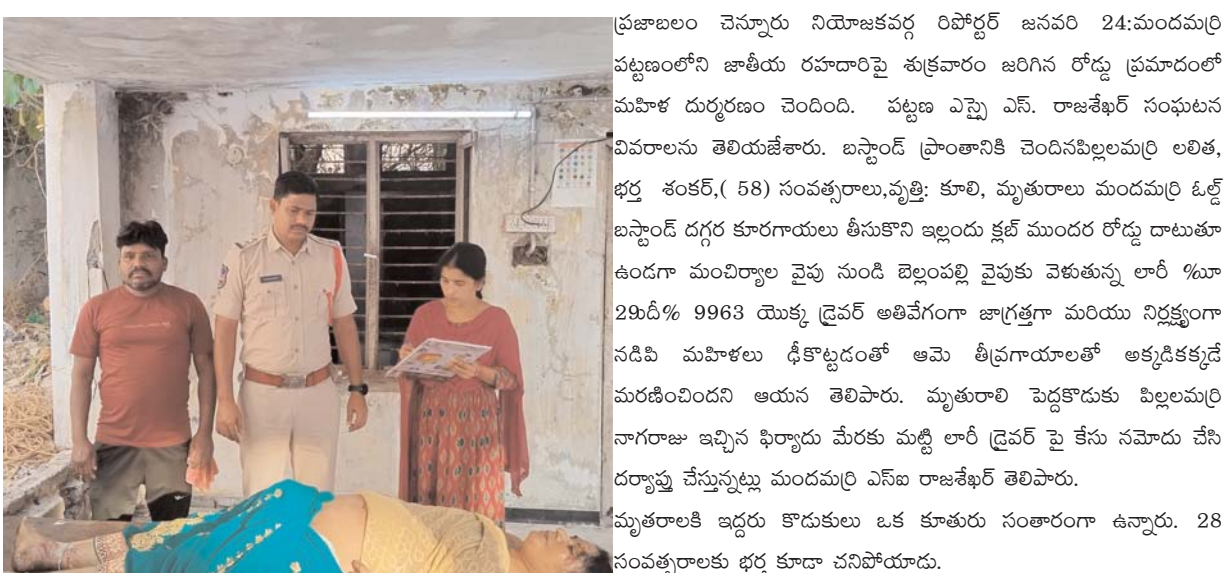 ప్రజాబలం చెన్నూరు నియోజకవర్గ రిపోర్టర్ జనవరి 24:మందమర్రి
పట్టణంలోని జాతీయ రహదారిపై శుక్రవారం జరిగిన రోడ్డు ప్రమాదంలో
మహిళ దుర్మరణం చెందింది. పట్టణ ఎస్సై ఎస్. రాజశేఖర్ సంఘటన
వివరాలను తెలియజేశారు. బస్టాండ్ ప్రాంతానికి చెందినపిల్లలమర్రి లలిత,
భర్త శంకర్,( 58) సంవత్సరాలు,వృత్తి: కూలి, మృతురాలు మందమర్రి ఓల్డ్
బస్టాండ్ దగ్గర కూరగాయలు తీసుకొని ఇల్లందు క్లబ్ ముందర రోడ్డు దాటుతూ
ఉండగా మంచిర్యాల వైపు నుండి బెల్లంపల్లి వైపుకు వెళుతున్న లారీ
9963 యొక్క డ్రైవర్ అతివేగంగా జాగ్రత్తగా మరియు నిర్లక్ష్యంగా
నడిపి మహిళలు ఢీకొట్టడంతో ఆమె తీవ్రగాయాలతో అక్కడికక్కడే
మరణించిందని ఆయన తెలిపారు. మృతురాలి పెద్దకొడుకు పిల్లలమర్రి
నాగరాజు ఇచ్చిన ఫిర్యాదు మేరకు మట్టి లారీ డ్రైవర్ పై కేసు నమోదు చేసి
దర్యాప్తు చేస్తున్నట్లు మందమర్రి ఎస్ఐ రాజశేఖర్ తెలిపారు.
మృతరాలకి ఇద్దరు కొడుకులు ఒక కూతురు సంతారంగా ఉన్నారు. 28
సంవత్సరాలకు భర్త కూడా చనిపోయాడు.